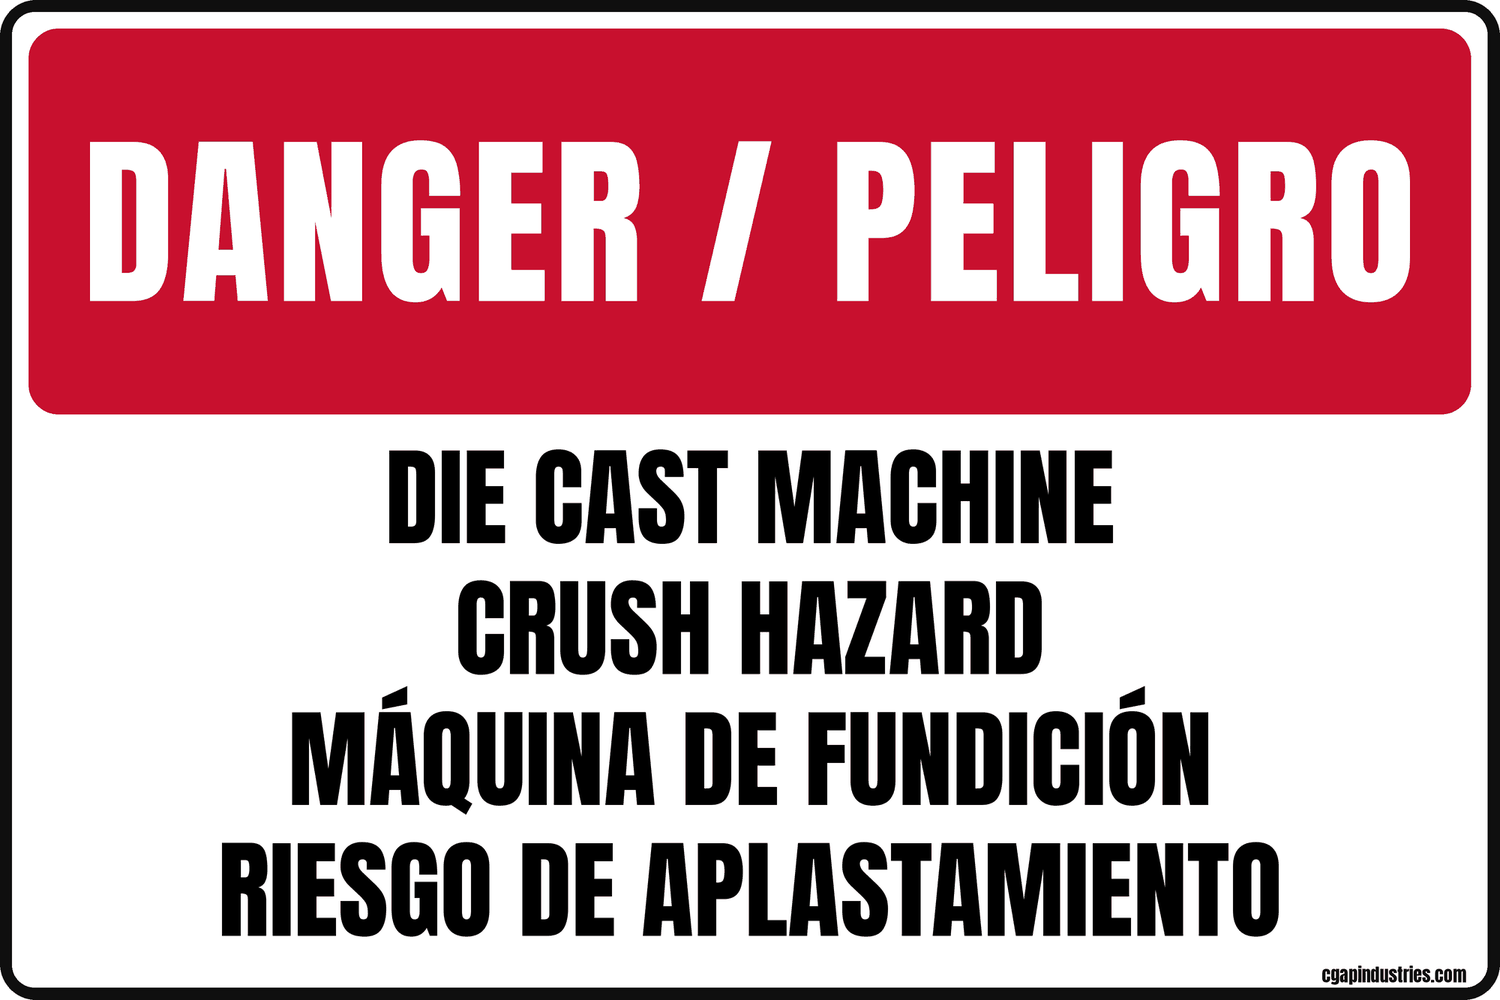 DANGER / PELIGRO
DIE CAST MACHINE
CRUSH HAZARD
MÁQUINA DE FUNDICIÓN
RIESGO DE APLASTAMIENTO
cgapindustries.com